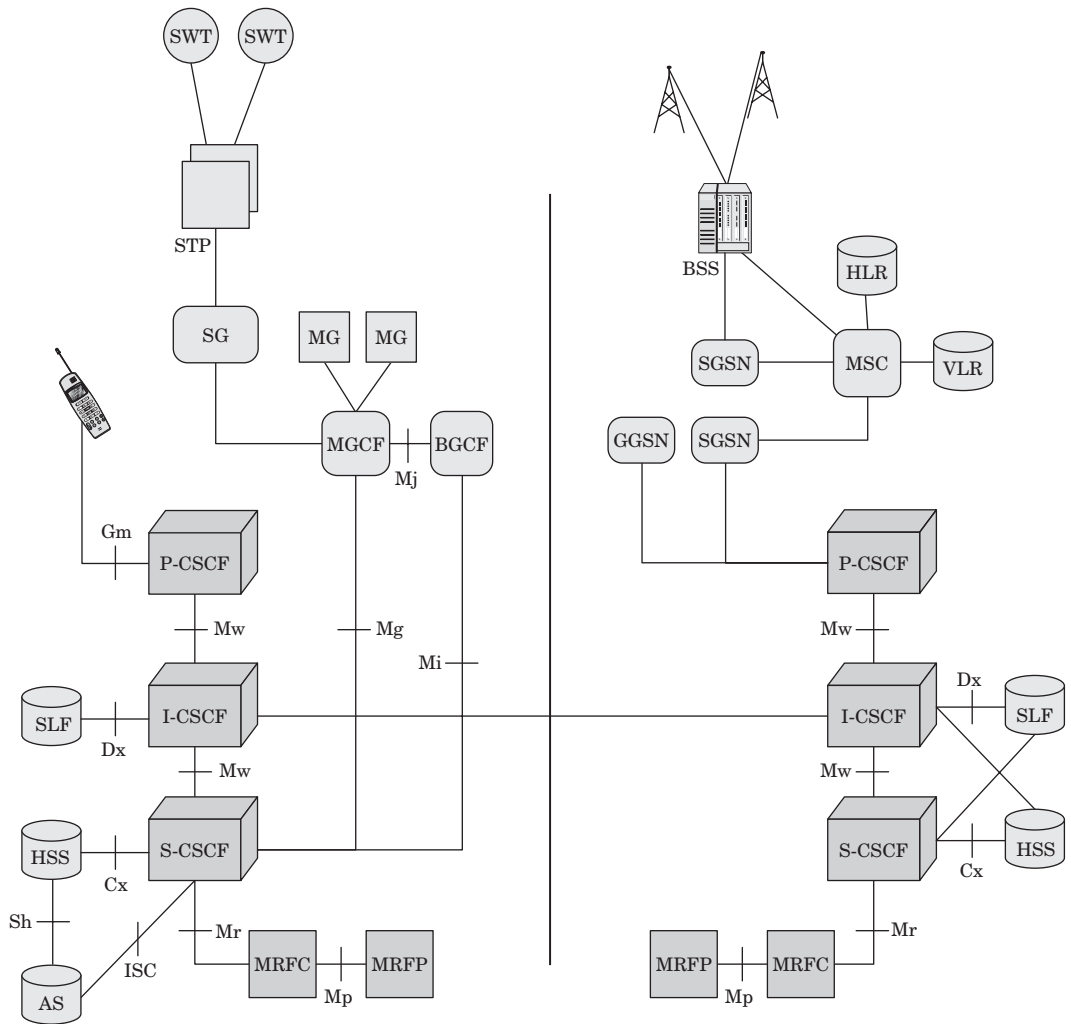 SWT
SWT
STP
BSS
HLR
SG
MG
MG
SGSN
MSC
VLR
MGCF
BGCF
Mj
GGSN
SGSN
Gm
P-CSCF
P-CSCF
Mw
Mg
Mi
Mw
SLF
Dx
I-CSCF
I-CSCF
Dx
SLF
Mw
Mw
HSS
Cx
S-CSCF
S-CSCF
Cx
HSS
Sh
ISC
Mr
Mr
AS
MRFC
Mp
MRFP
MRFP
Mp
MRFC